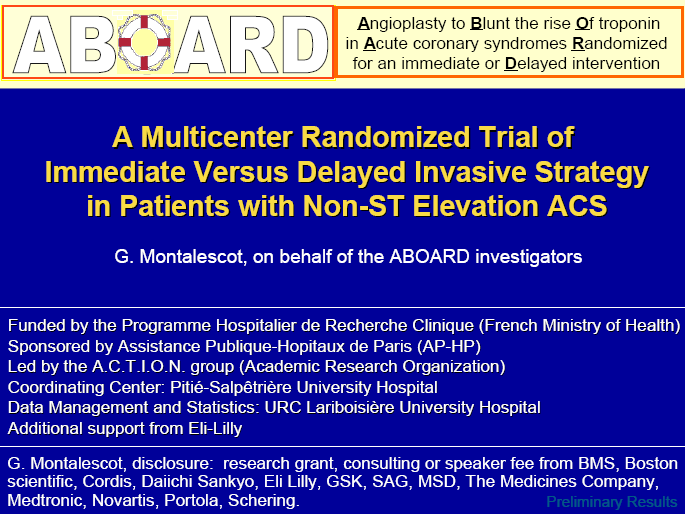 ABOARD
Angioplasty to Blunt the rise Of troponin
in Acute coronary syndromes Randomized
for an immediate or Delayed intervention
A Multicenter Randomized Trial of
Immediate Versus Delayed Invasive Strategy
in Patients with Non-ST Elevation ACS
G. Montalescot, on behalf of the ABOARD investigators
Funded by the Programme Hospitalier de Recherche Clinique (French Ministry of Health)
Sponsored by Assistance Publique-Hopitaux de Paris (AP-HP)
Led by the A.C.T.I.O.N. group (Academic Research Organization)
Coordinating Center: Pitié-Salpêtrière University Hospital
Data Management and Statistics: URC Lariboisière University Hospital
Additional support from Eli-Lilly
G. Montalescot, disclosure: research grant, consulting or speaker fee from BMS, Boston
scientific, Cordis, Daiichi Sankyo, Eli Lilly, GSK, SAG, MSD, The Medicines Company,
Medtronic, Novartis, Portola, Schering.
Preliminary Results